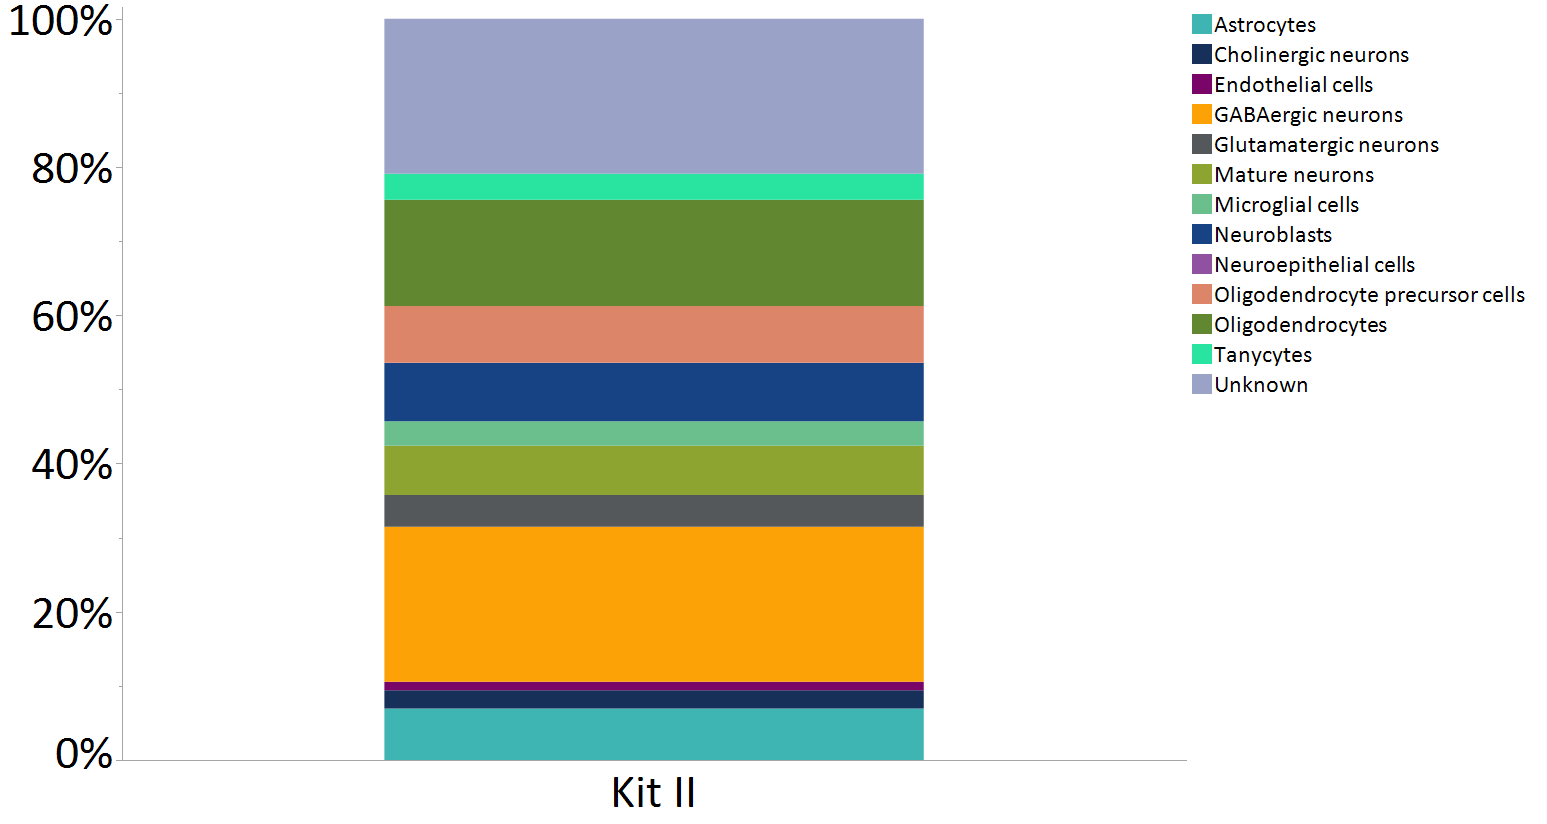 100%
80%
60%
40%
20%
0%
Kit II
Astrocytes
Cholinergic neurons
Endothelial cells
GABAergic neurons
Glutamatergic neurons
Mature neurons
Microglial cells
Neuroblasts
Neuroepithelial cells
Oligodendrocyte precursor cells
Oligodendrocytes
Tanycytes
Unknown